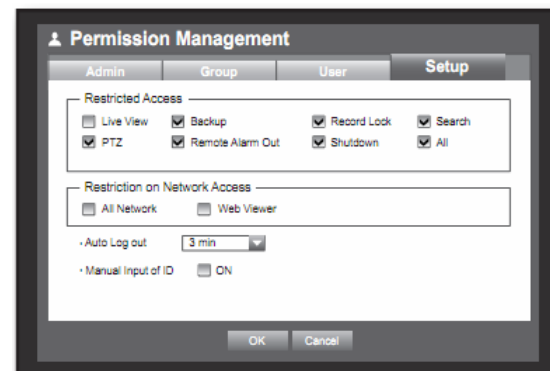 Permission Management
Admin Group User Setup
Restricted Access
Live View Backup Record Lock Search
PTZ Remote Alarm Out Shutdown All
Restriction on Network Access
All Network Web Viewer
· Auto Log out 3 min
· Manual Input of ID ON
OK Cancel